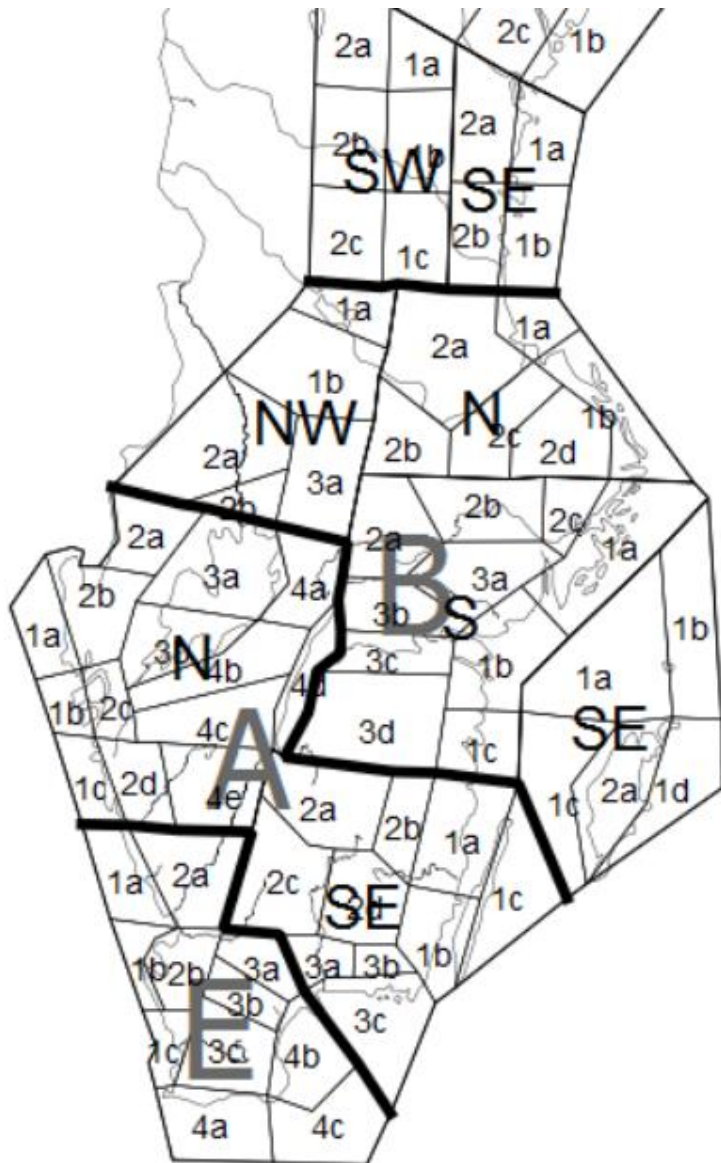 2c
2a 1a 1b
2a
2b 1b 1a
SW SE
2c 1c 2b 1b
1a 2a 1a
1b
NW N 1b
2a 3a 2b 2c 2d
2b 2b 2c
2a 2a 1a
3a 4a B 3a
2b 3b S
1a N 4b 1b 1b
3c
2c 4d 1a
1b 4c 3d SE
A 1c
1c 2d 4e 2a 1c 2a 1d
2b 1a
1a 2a 2c
SE 1c
1b 2b 3a 3a 3b 1b
3b
E 3c
1c 3c 4b
4a 4c